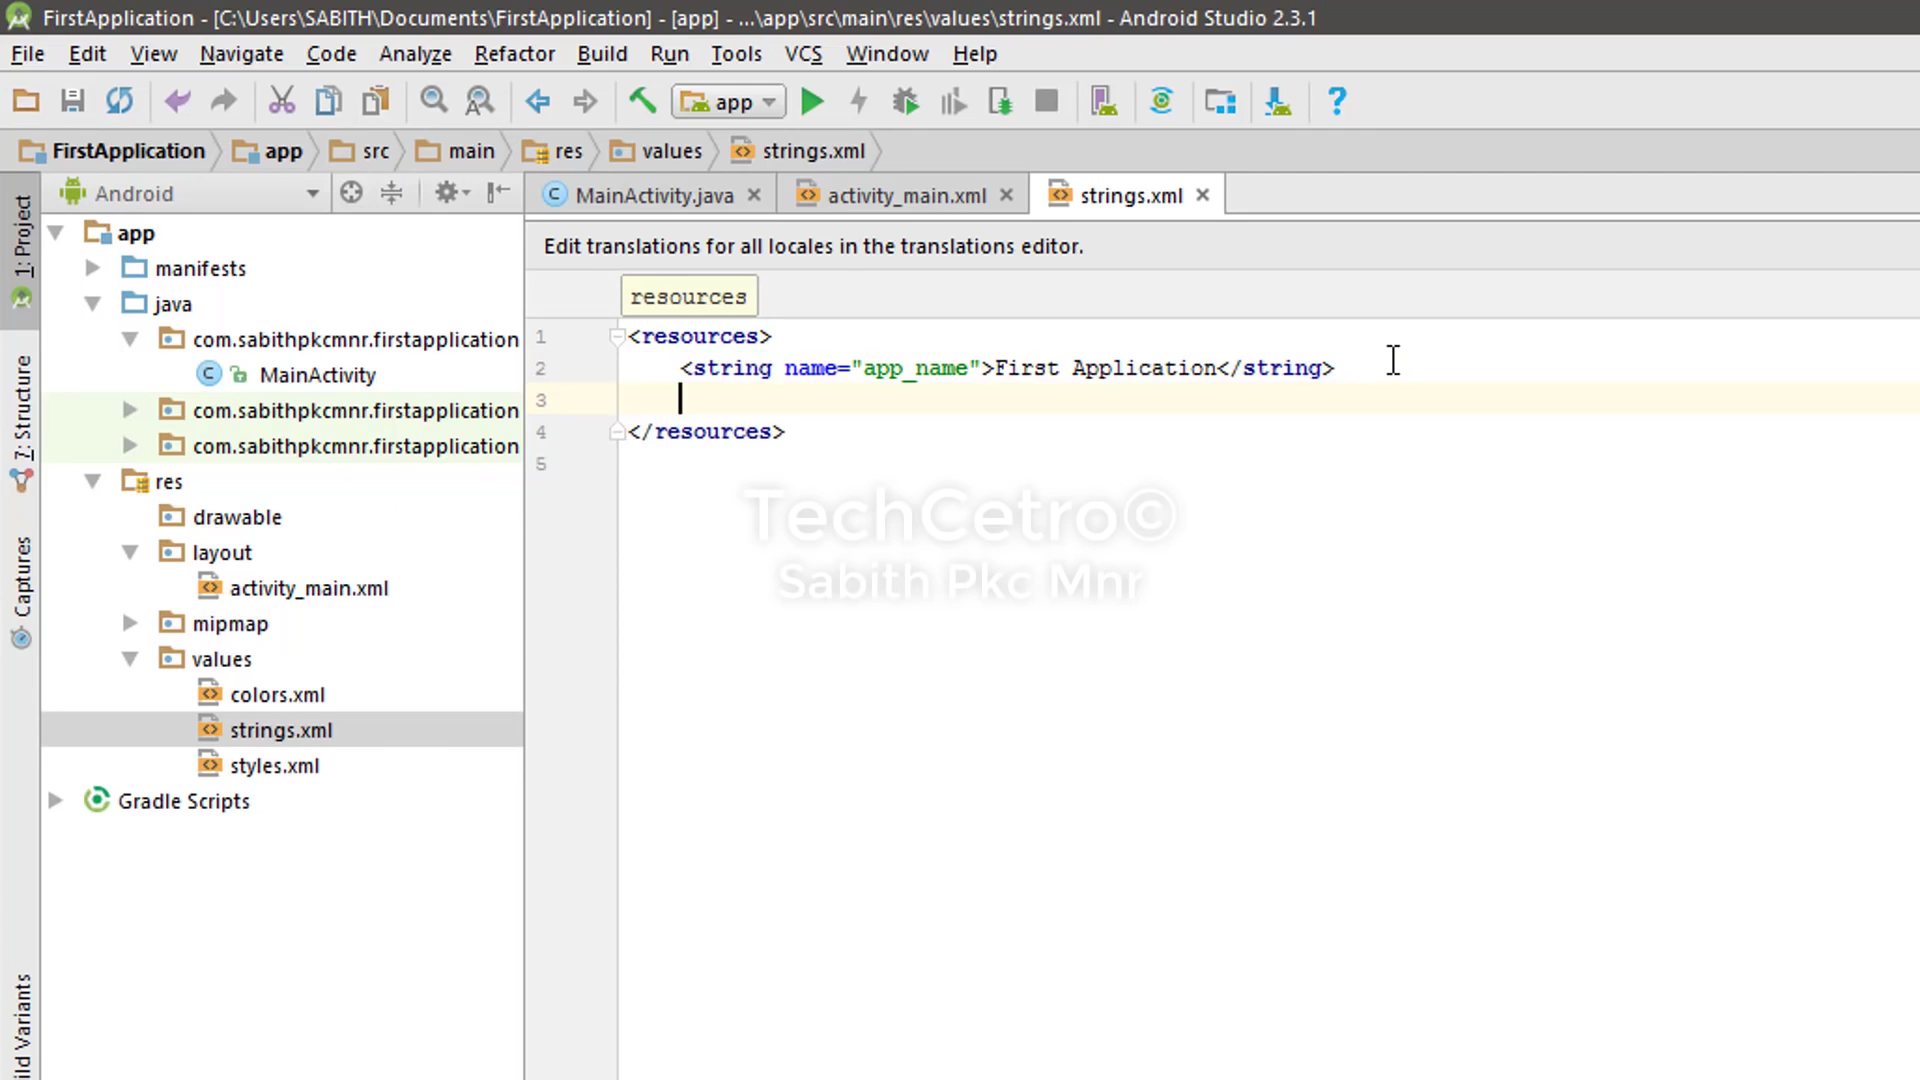 FirstApplication - [C:\Users\SABITH\Documents\FirstApplication] - [app] - ...\app\src\main\res\values\strings.xml - Android Studio 2.3.1
File Edit View Navigate Code Analyze Refactor Build Run Tools VCS Window Help
app
FirstApplication app src main res values strings.xml
Android
MainActivity.java activity_main.xml strings.xml
1: Project
7: Structure
Captures
ild Variants
app
manifests
java
com.sabithpkcmnr.firstapplication
MainActivity
com.sabithpkcmnr.firstapplication
com.sabithpkcmnr.firstapplication
res
drawable
layout
activity_main.xml
mipmap
values
colors.xml
strings.xml
styles.xml
Gradle Scripts
Edit translations for all locales in the translations editor.
resources
1 <resources>
2 <string name="app_name">First Application</string>
3
4 </resources>
5
TechCetro©
Sabith Pkc Mnr